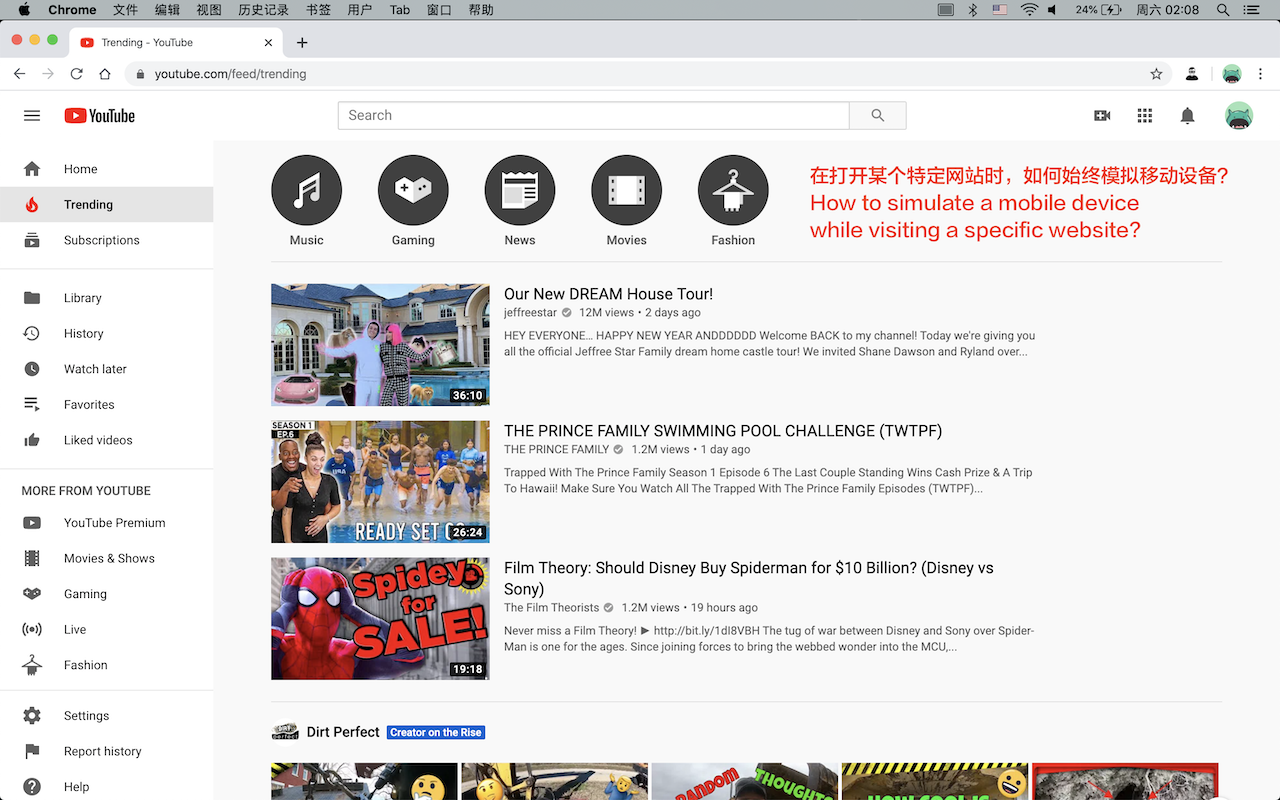 Chrome 文件 编辑 视图 历史记录 书签 用户 Tab 窗口 帮助 24% 周六 02:08
Trending - YouTube
youtube.com/feed/trending
YouTube
Search
Home
Trending
Subscriptions
Library
History
Watch later
Favorites
Liked videos
MORE FROM YOUTUBE
YouTube Premium
Movies & Shows
Gaming
Live
Fashion
Settings
Report history
Help
Music Gaming News Movies Fashion
在打开某个特定网站时，如何始终模拟移动设备?
How to simulate a mobile device
while visiting a specific website?
36:10
Our New DREAM House Tour!
jeffreestar 12M views • 2 days ago
HEY EVERYONE… HAPPY NEW YEAR ANDDDDDD Welcome BACK to my channel! Today we're giving you
all the official Jeffree Star Family dream home castle tour! We invited Shane Dawson and Ryland over...
SEASON 1
EP.6
READY SET
26:24
THE PRINCE FAMILY SWIMMING POOL CHALLENGE (TWTPF)
THE PRINCE FAMILY 1.2M views • 1 day ago
Trapped With The Prince Family Season 1 Episode 6 The Last Couple Standing Wins Cash Prize & A Trip
To Hawaii! Make Sure You Watch All The Trapped With The Prince Family Episodes (TWTPF)...
Spidey
for
SALE!
19:18
Film Theory: Should Disney Buy Spiderman for $10 Billion? (Disney vs
Sony)
The Film Theorists 1.2M views • 19 hours ago
Never miss a Film Theory! ► http://bit.ly/1dI8VBH The tug of war between Disney and Sony over Spider-
Man is one for the ages. Since joining forces to bring the webbed wonder into the MCU,...
Dirt Perfect Creator on the Rise
RANDOM
THOUGHTS
HOW COOL IS